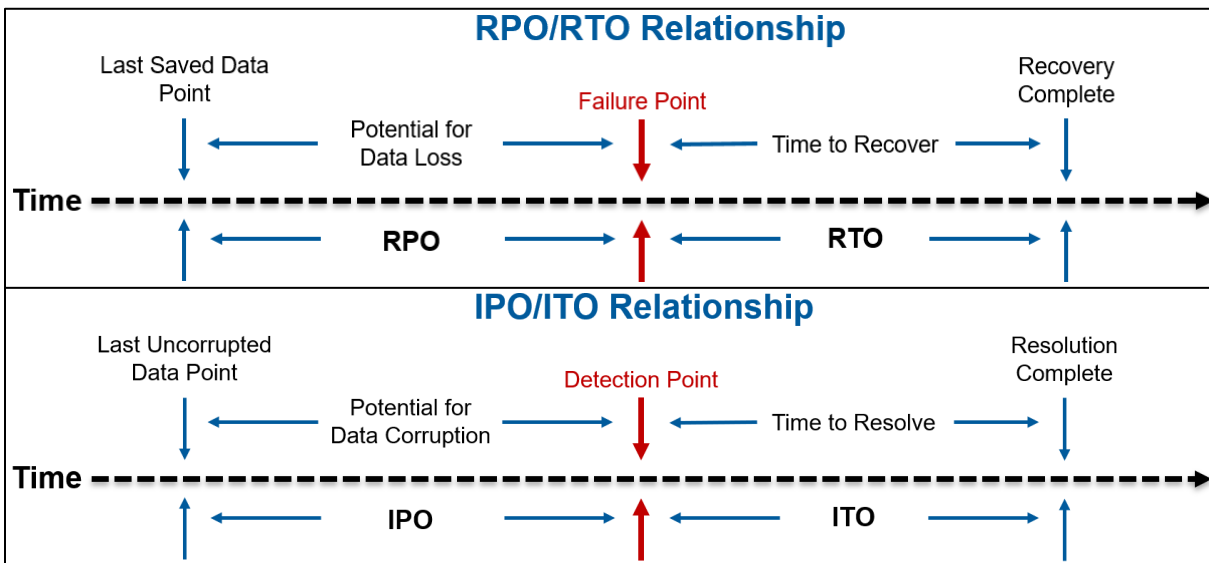 RPO/RTO Relationship
Last Saved Data
Point
Failure Point
Recovery
Complete
Potential for
Data Loss
Time to Recover
Time
RPO
RTO
IPO/ITO Relationship
Last Uncorrupted
Data Point
Detection Point
Resolution
Complete
Potential for
Data Corruption
Time to Resolve
Time
IPO
ITO